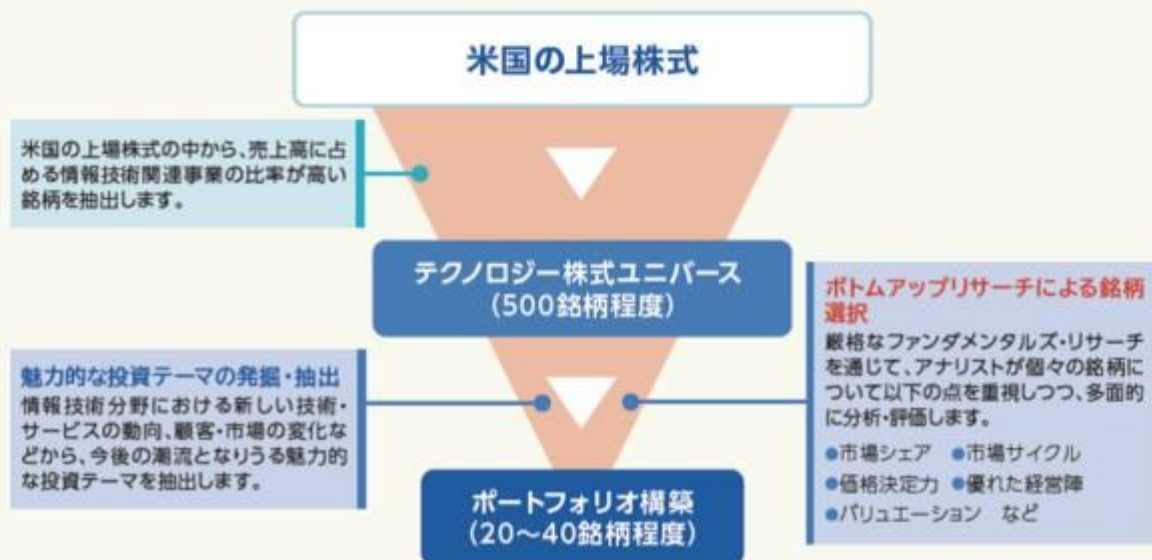 米国の上場株式
米国の上場株式の中から、売上高に占
める情報技術関連事業の比率が高い
銘柄を抽出します。
テクノロジー株式ユニバース
(500銘柄程度)
魅力的な投資テーマの発掘・抽出
情報技術分野における新しい技術・
サービスの動向、顧客・市場の変化な
どから、今後の潮流となりうる魅力的
な投資テーマを抽出します。
ボトムアップリサーチによる銘柄
選択
厳格なファンダメンタルズ・リサーチ
を通じて、アナリストが個々の銘柄に
ついて以下の点を重視しつつ、多面的
に分析・評価します。
●市場シェア ●市場サイクル
●価格決定力 ●優れた経営陣
●バリュエーション など
ポートフォリオ構築
(20〜40銘柄程度)